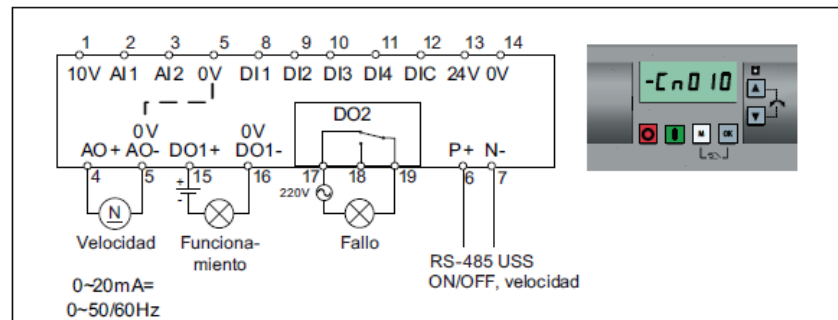 1 2 3 5 8 9 10 11 12 13 14
10V AI1 AI2 0V DI1 DI2 DI3 DI4 DIC 24V 0V
-Cn010
DO2
0V 0V
AO+ AO- DO1+ DO1- P+ N-
M OK
4 5 15 16 17 18 19 6 7
+
-
220V
N
Velocidad
Funciona-
miento
Fallo
RS-485 USS
ON/OFF, velocidad
0~20mA=
0~50/60Hz